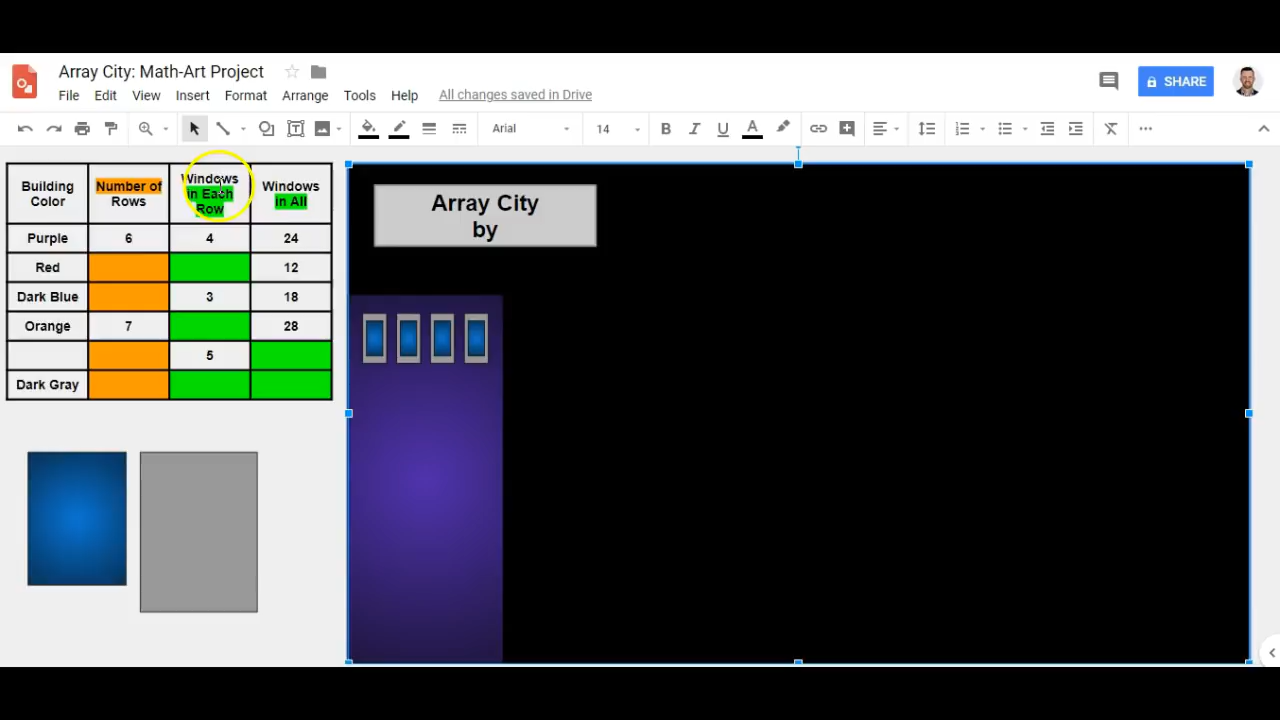 Array City: Math-Art Project
SHARE
File Edit View Insert Format Arrange Tools Help All changes saved in Drive
Arial 14 B I U A
Building Color
Number of Rows
Windows in Each Row
Windows in All
Purple 6 4 24
Red 12
Dark Blue 3 18
Orange 7 28
5
Dark Gray
Array City
by